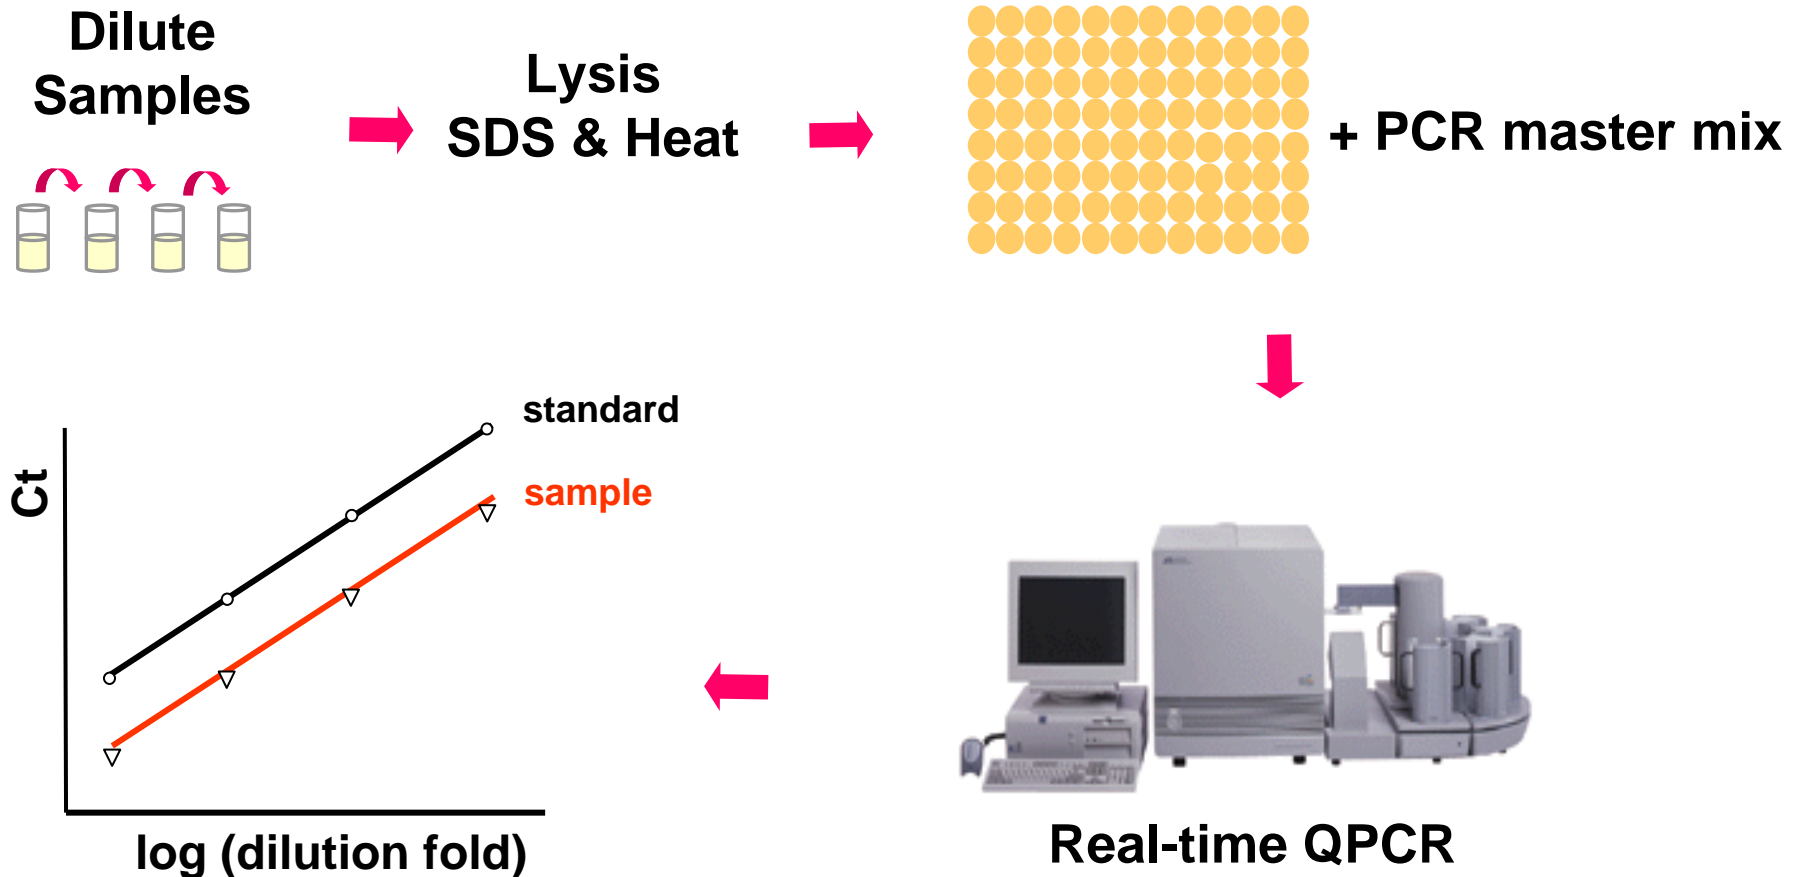 Dilute
Samples
Lysis
SDS & Heat
+ PCR master mix
standard
sample
Ct
log (dilution fold)
Real-time QPCR